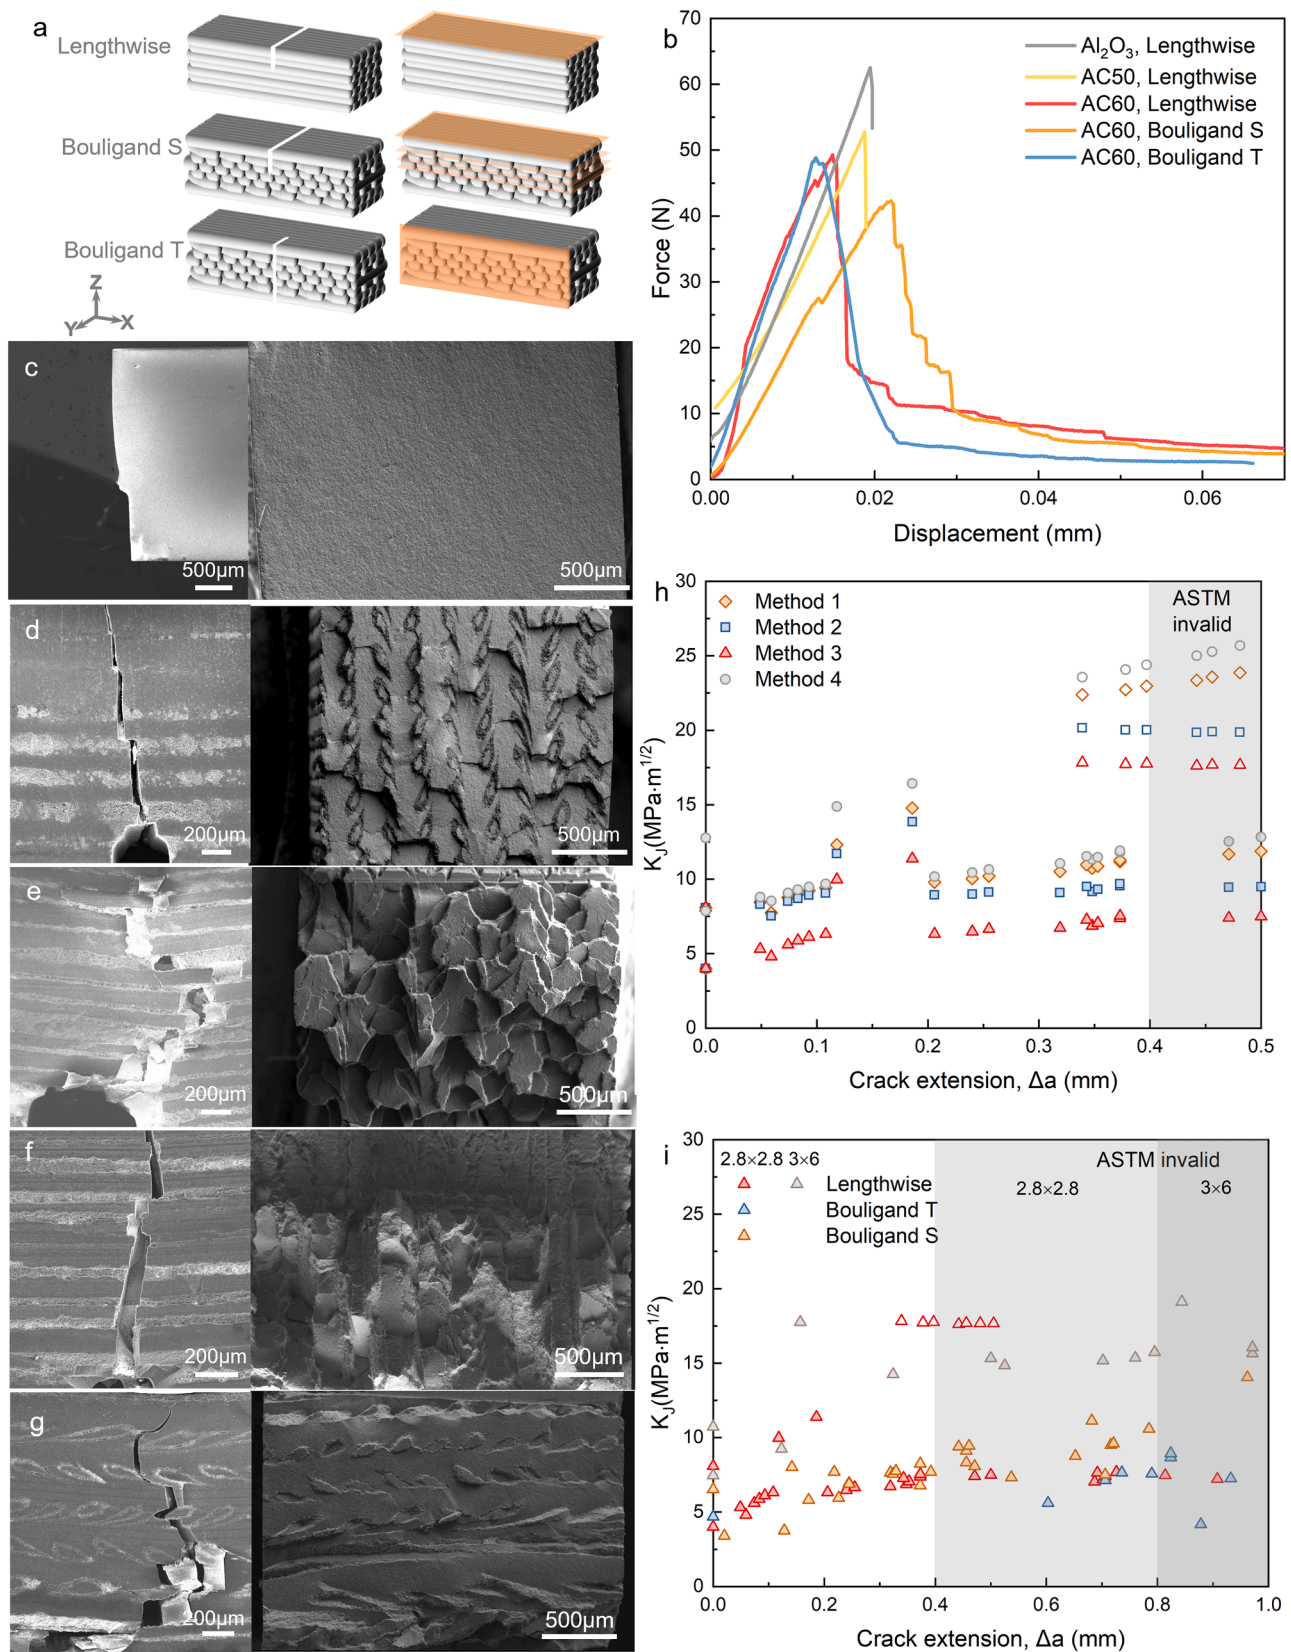 a
Lengthwise
Bouligand S
Bouligand T
Z
Y
X
b
Force (N)
70
60
50
40
30
20
10
0
0.00
0.02
0.04
0.06
Displacement (mm)
Al₂O₃, Lengthwise
AC50, Lengthwise
AC60, Lengthwise
AC60, Bouligand S
AC60, Bouligand T
c
500μm
500μm
d
200μm
500μm
e
200μm
500μm
f
200μm
500μm
g
200μm
500μm
h
K_J(MPa·m^1/2)
30
25
20
15
10
5
0
0.0
0.1
0.2
0.3
0.4
0.5
Crack extension, Δa (mm)
Method 1
Method 2
Method 3
Method 4
ASTM
invalid
i
K_J(MPa·m^1/2)
30
25
20
15
10
5
0
0.0
0.2
0.4
0.6
0.8
1.0
Crack extension, Δa (mm)
2.8×2.8 3×6
Lengthwise
Bouligand T
Bouligand S
ASTM invalid
2.8×2.8
3×6